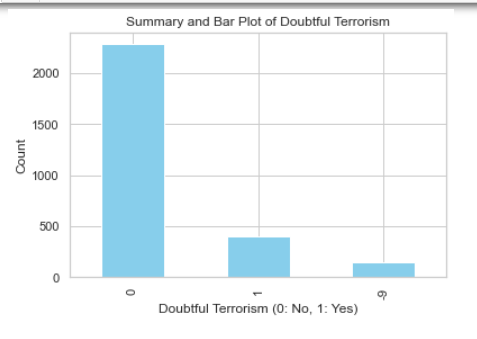 Summary and Bar Plot of Doubtful Terrorism
2000
1500
1000
500
0
Count
0
1
-9
Doubtful Terrorism (0: No, 1: Yes)